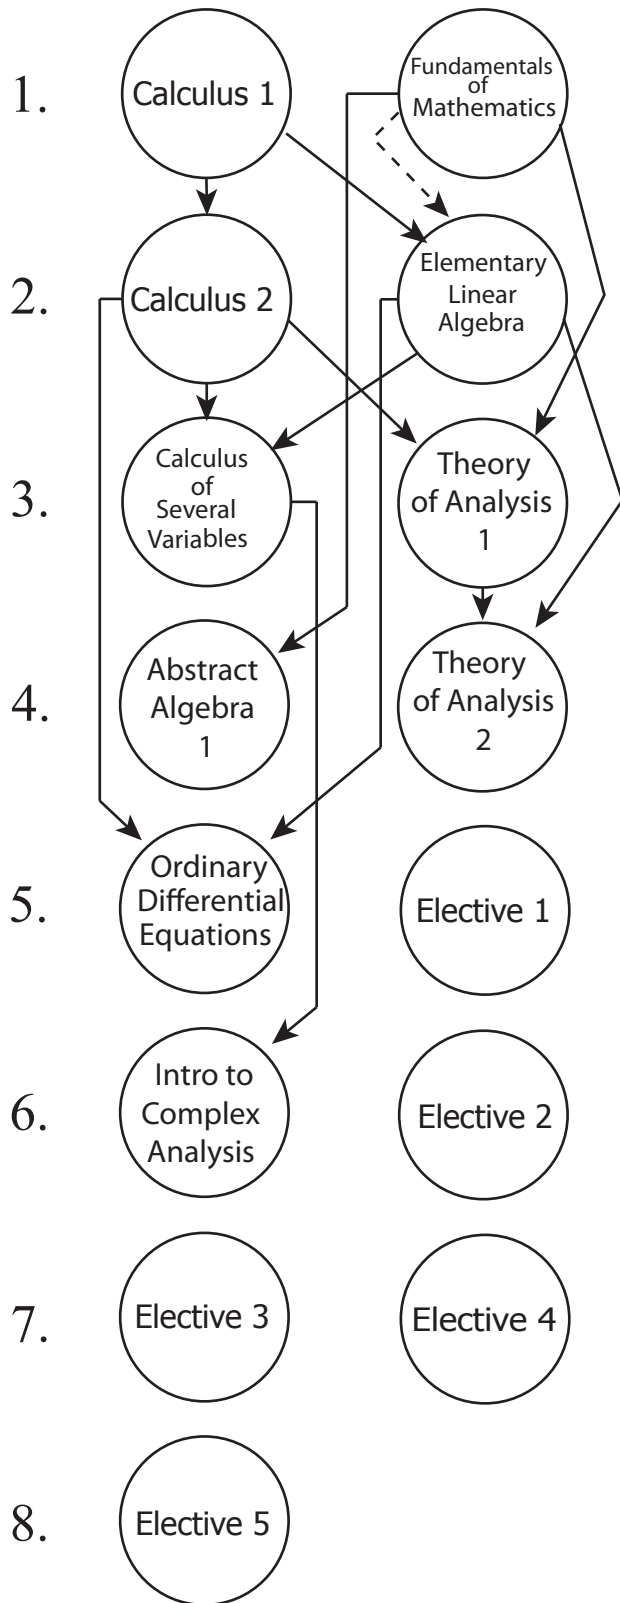 1.
Calculus 1
Fundamentals
of
Mathematics
2.
Calculus 2
Elementary
Linear
Algebra
3.
Calculus
of
Several
Variables
Theory
of Analysis
1
4.
Abstract
Algebra
1
Theory
of Analysis
2
5.
Ordinary
Differential
Equations
Elective 1
6.
Intro to
Complex
Analysis
Elective 2
7.
Elective 3
Elective 4
8.
Elective 5